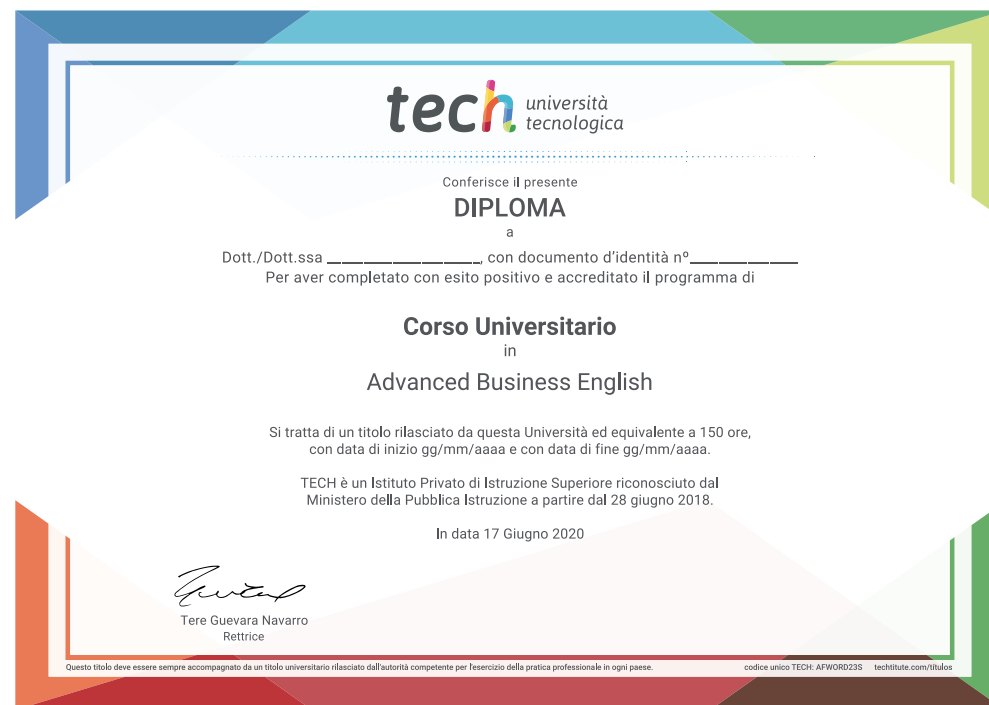 tech università
tecnologica
Conferisce il presente
DIPLOMA
a
Dott./Dott.ssa ____________________, con documento d'identità nº______________
Per aver completato con esito positivo e accreditato il programma di
Corso Universitario
in
Advanced Business English
Si tratta di un titolo rilasciato da questa Università ed equivalente a 150 ore,
con data di inizio gg/mm/aaaa e con data di fine gg/mm/aaaa.
TECH è un Istituto Privato di Istruzione Superiore riconosciuto dal
Ministero della Pubblica Istruzione a partire dal 28 giugno 2018.
In data 17 Giugno 2020
Tere Guevara Navarro
Rettrice
Questo titolo deve essere sempre accompagnato da un titolo universitario rilasciato dall'autorità competente per l'esercizio della pratica professionale in ogni paese. codice unico TECH: AFWORD23S techtitute.com/títulos